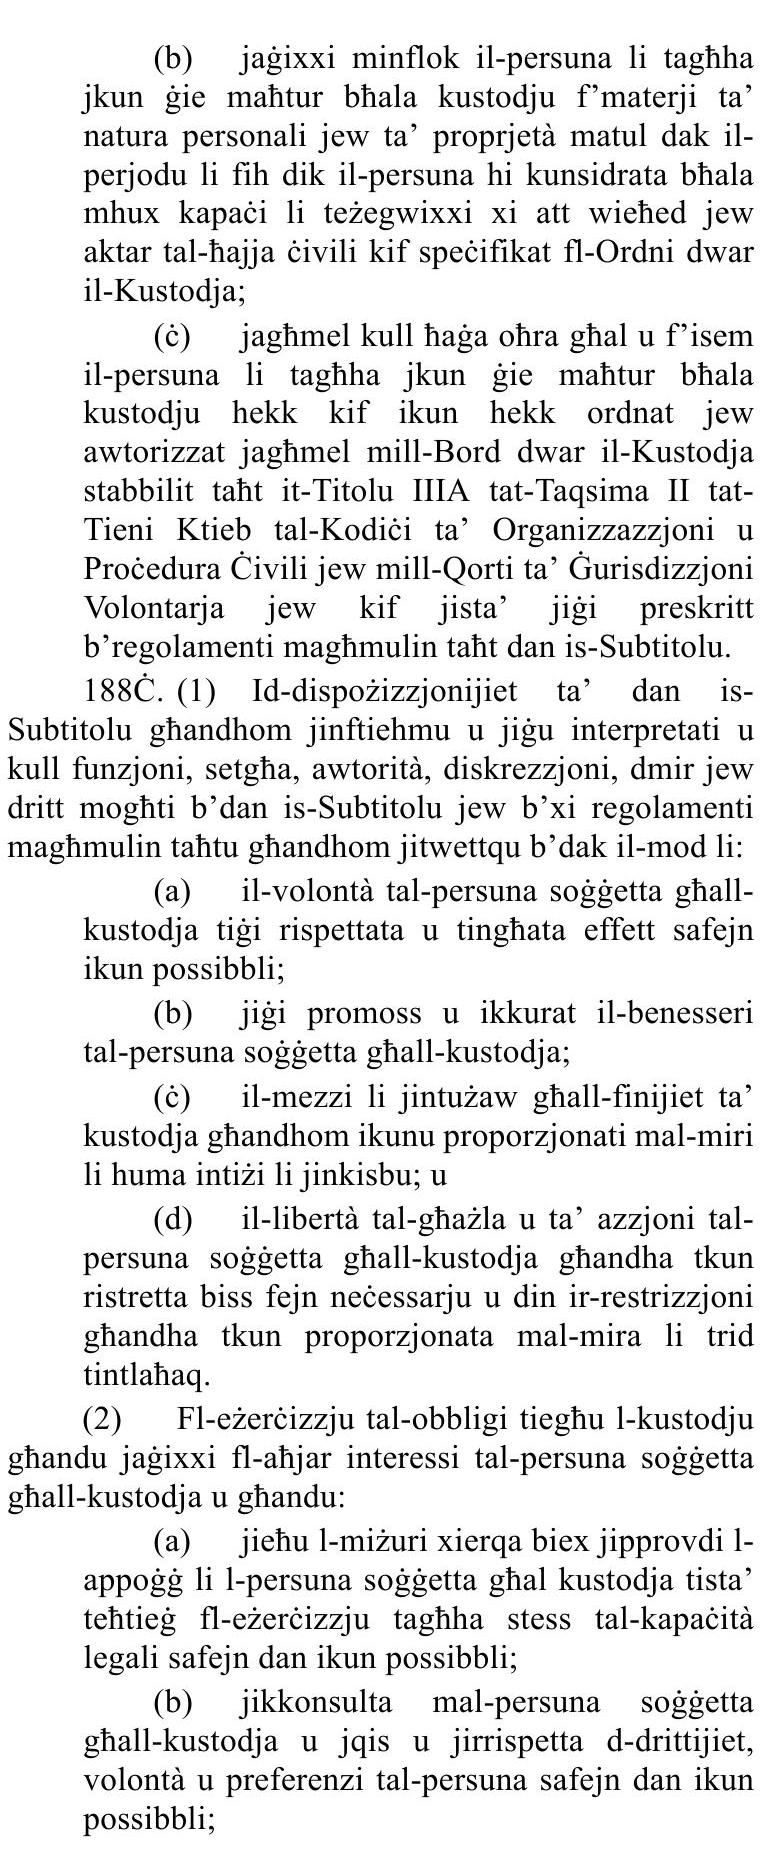 (b) jaġixxi minflok il-persuna li tagħha
jkun ġie maħtur bħala kustodju f’materji ta’
natura personali jew ta’ proprjetà matul dak il-
perjodu li fih dik il-persuna hi kunsidrata bħala
mhux kapaċi li teżegwixxi xi att wieħed jew
aktar tal-ħajja ċivili kif speċifikat fl-Ordni dwar
il-Kustodja;
(ċ) jagħmel kull ħaġa oħra għal u f’isem
il-persuna li tagħha jkun ġie maħtur bħala
kustodju hekk kif ikun hekk ordnat jew
awtorizzat jagħmel mill-Bord dwar il-Kustodja
stabbilit taħt it-Titolu IIIA tat-Taqsima II tat-
Tieni Ktieb tal-Kodiċi ta’ Organizzazzjoni u
Proċedura Ċivili jew mill-Qorti ta’ Ġurisdizzjoni
Volontarja jew kif jista’ jiġi preskritt
b’regolamenti magħmulin taħt dan is-Subtitolu.
188Ċ. (1) Id-dispożizzjonijiet ta’ dan is-
Subtitolu għandhom jinftiehmu u jiġu interpretati u
kull funzjoni, setgħa, awtorità, diskrezzjoni, dmir jew
dritt mogħti b’dan is-Subtitolu jew b’xi regolamenti
magħmulin taħtu għandhom jitwettqu b’dak il-mod li:
(a) il-volontà tal-persuna soġġetta għall-
kustodja tiġi rispettata u tingħata effett safejn
ikun possibbli;
(b) jiġi promoss u ikkurat il-benesseri
tal-persuna soġġetta għall-kustodja;
(ċ) il-mezzi li jintużaw għall-finijiet ta’
kustodja għandhom ikunu proporzjonati mal-miri
li huma intiżi li jinkisbu; u
(d) il-libertà tal-għażla u ta’ azzjoni tal-
persuna soġġetta għall-kustodja għandha tkun
ristretta biss fejn neċessarju u din ir-restrizzjoni
għandha tkun proporzjonata mal-mira li trid
tintlaħaq.
(2) Fl-eżerċizzju tal-obbligi tiegħu l-kustodju
għandu jaġixxi fl-aħjar interessi tal-persuna soġġetta
għall-kustodja u għandu:
(a) jieħu l-miżuri xierqa biex jipprovdi l-
appoġġ li l-persuna soġġetta għal kustodja tista’
teħtieġ fl-eżerċizzju tagħha stess tal-kapaċità
legali safejn dan ikun possibbli;
(b) jikkonsulta mal-persuna soġġetta
għall-kustodja u jqis u jirrispetta d-drittijiet,
volontà u preferenzi tal-persuna safejn dan ikun
possibbli;